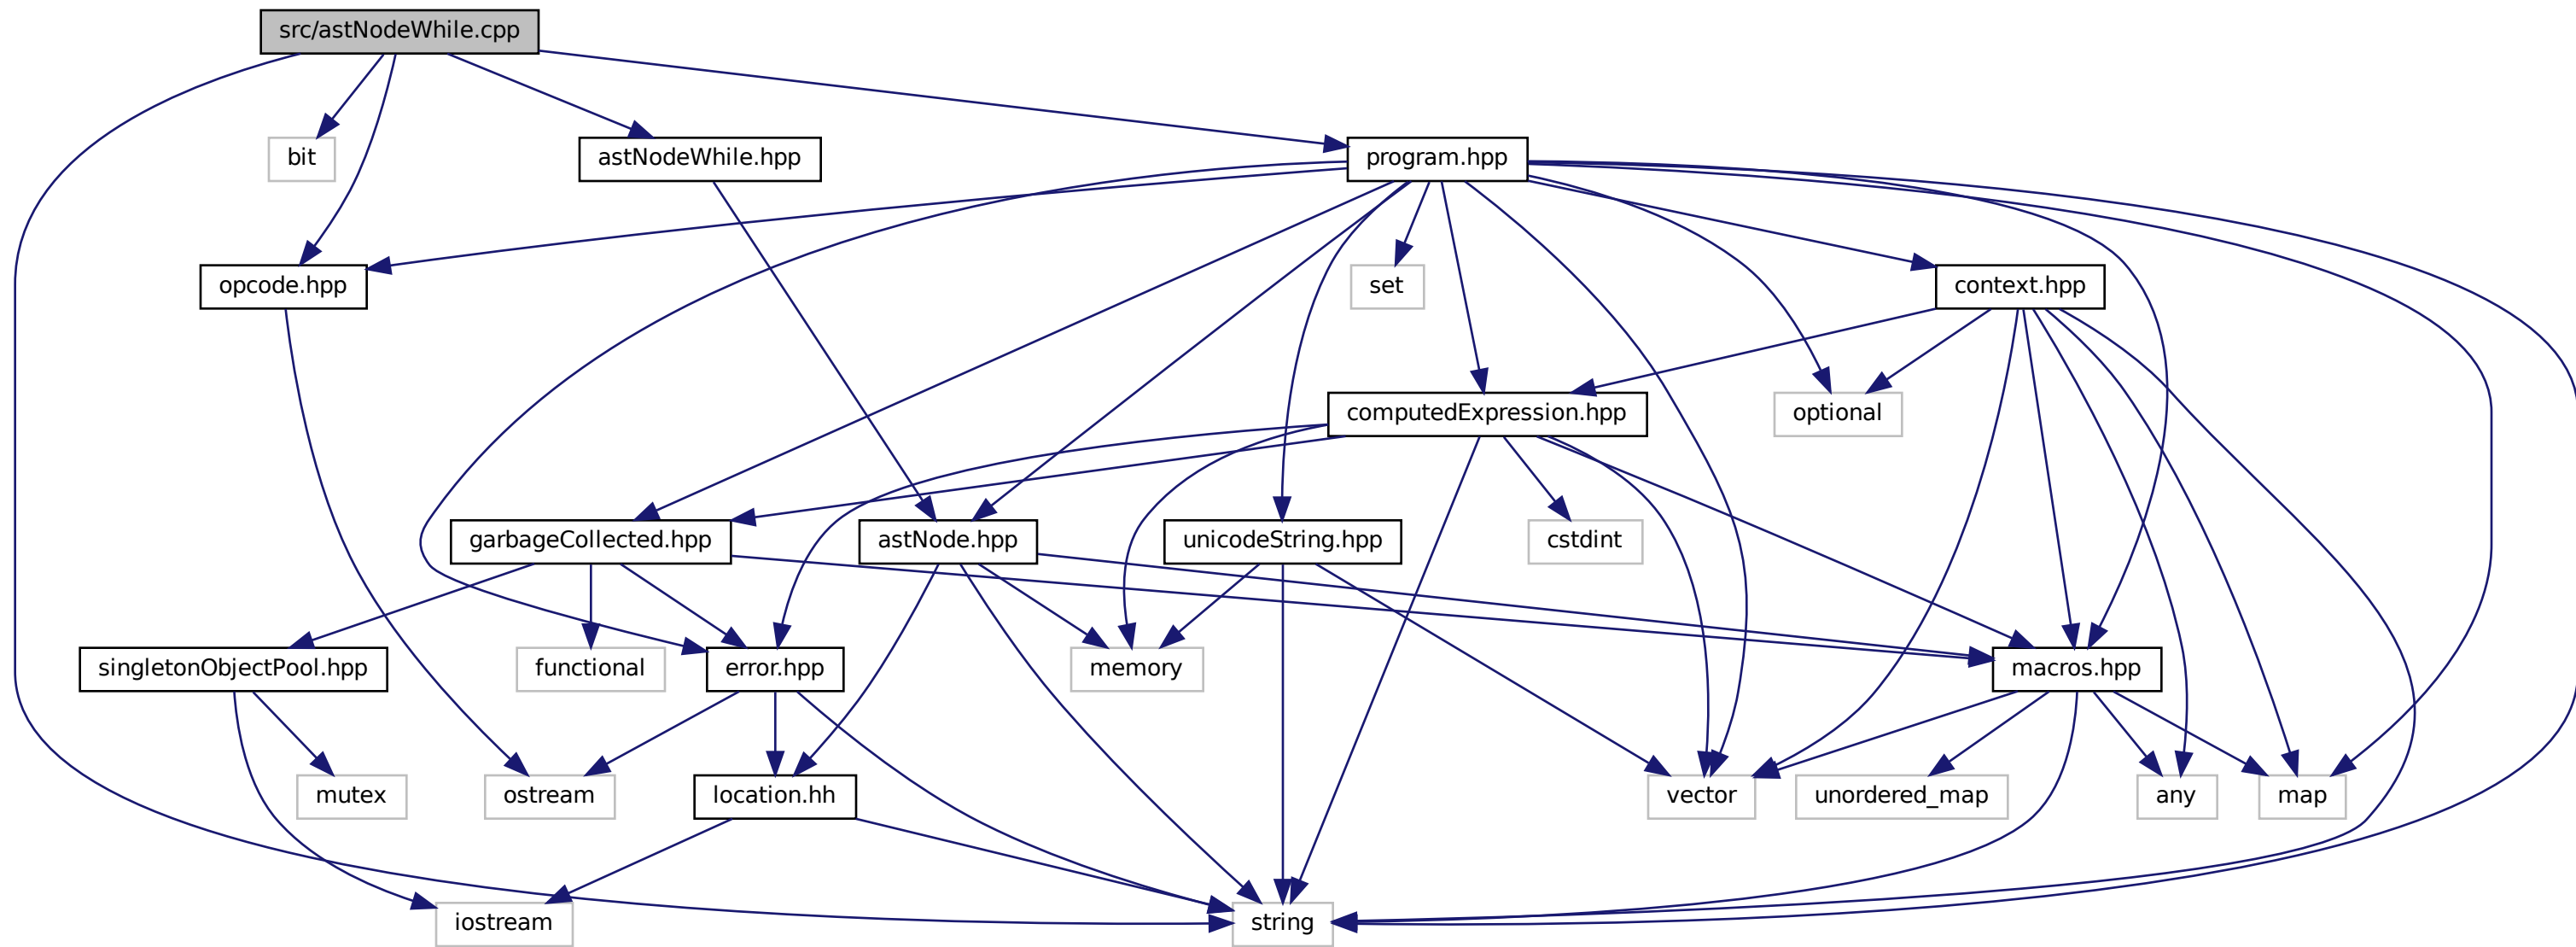 src/astNodeWhile.cpp
bit
astNodeWhile.hpp
program.hpp
opcode.hpp
set
context.hpp
computedExpression.hpp
optional
garbageCollected.hpp
astNode.hpp
unicodeString.hpp
cstdint
singletonObjectPool.hpp
functional
error.hpp
memory
macros.hpp
mutex
ostream
location.hh
vector
unordered_map
any
map
iostream
string